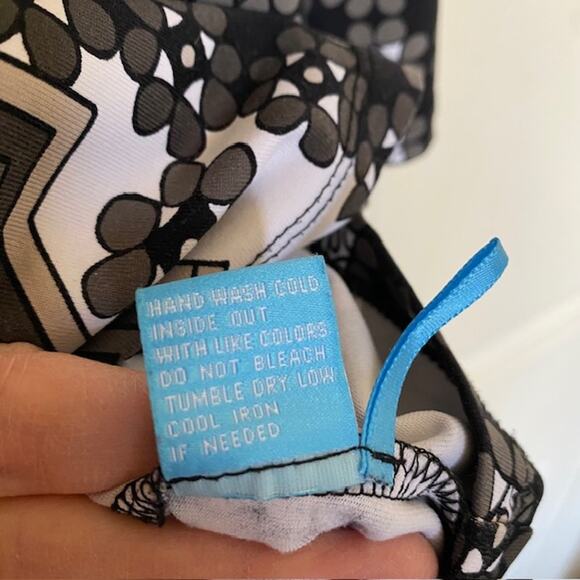 HAND WASH COLD
INSIDE OUT
WITH LIKE COLORS
DO NOT BLEACH
TUMBLE DRY LOW
COOL IRON
IF NEEDED